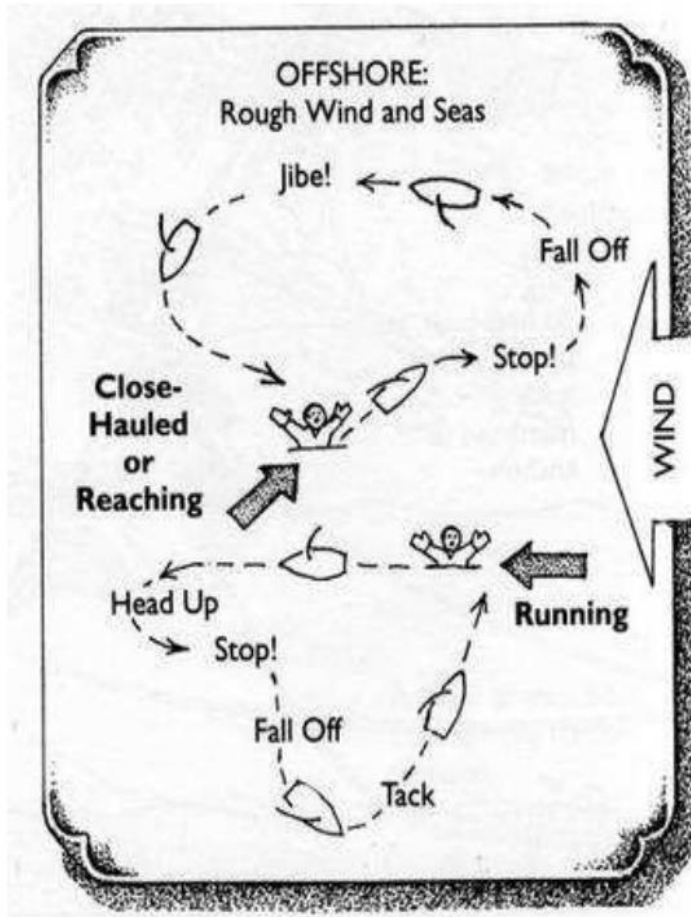 OFFSHORE:
Rough Wind and Seas
Jibe!
Fall Off
Stop!
Close-
Hauled
or
Reaching
WIND
Running
Head Up
Stop!
Fall Off
Tack